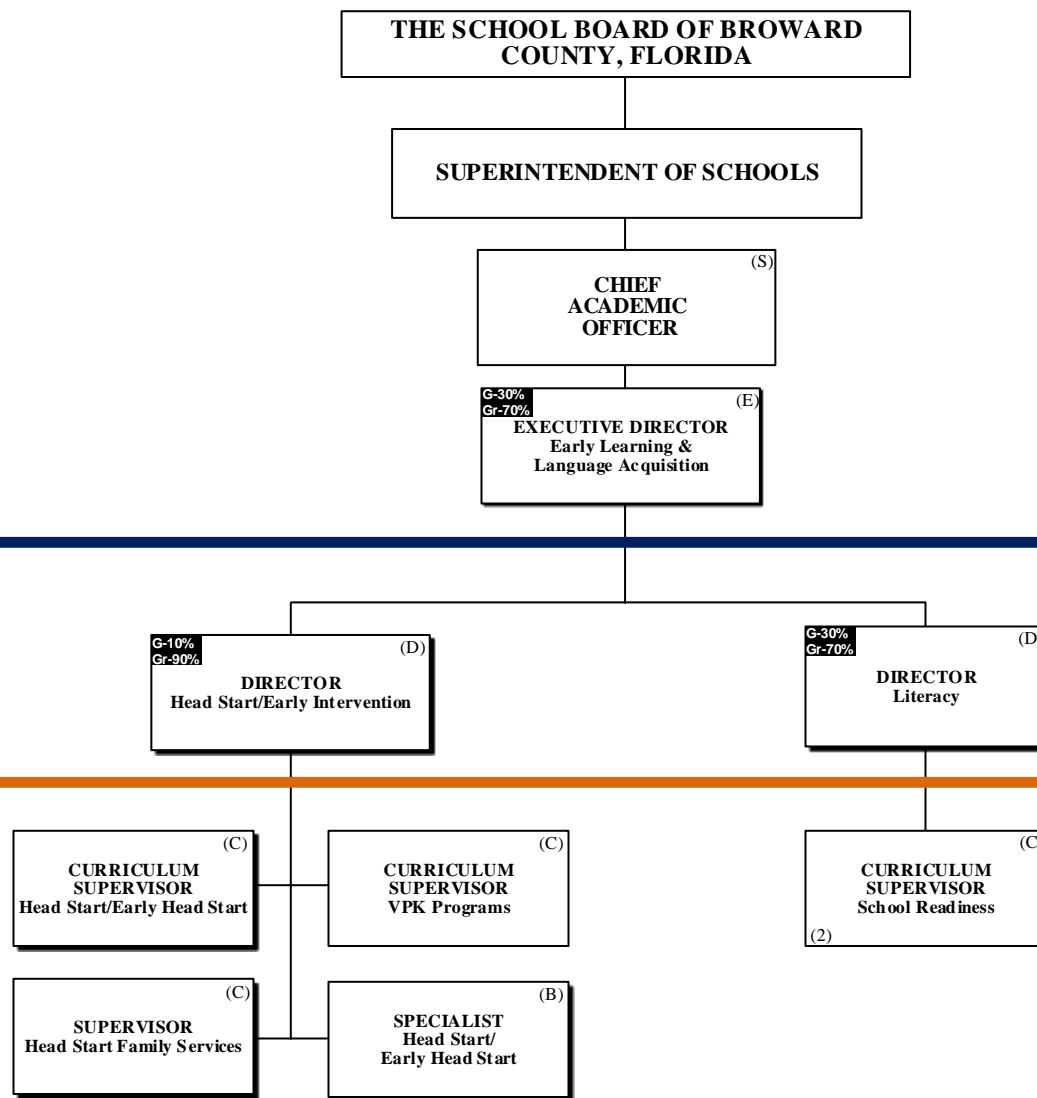 THE SCHOOL BOARD OF BROWARD
COUNTY, FLORIDA
SUPERINTENDENT OF SCHOOLS
(S)
CHIEF
ACADEMIC
OFFICER
G-30%
Gr-70%
(E)
EXECUTIVE DIRECTOR
Early Learning &
Language Acquisition
G-10%
Gr-90%
(D)
DIRECTOR
Head Start/Early Intervention
G-30%
Gr-70%
(D
DIRECTOR
Literacy
(C)
CURRICULUM
SUPERVISOR
Head Start/Early Head Start
(C)
CURRICULUM
SUPERVISOR
VPK Programs
(C
CURRICULUM
SUPERVISOR
School Readiness
(2)
(C)
SUPERVISOR
Head Start Family Services
(B)
SPECIALIST
Head Start/
Early Head Start